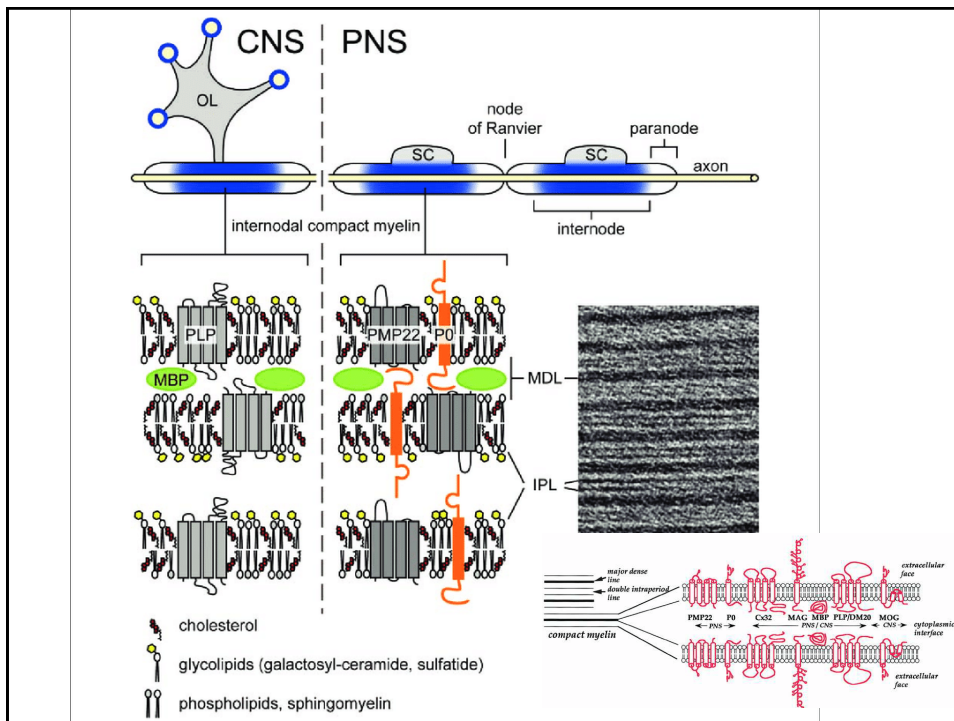 CNS
PNS
OL
node
of Ranvier
paranode
SC
SC
axon
internodal compact myelin
internode
PLP
PMP22
P0
MBP
MDL
IPL
cholesterol
glycolipids (galactosyl-ceramide, sulfatide)
phospholipids, sphingomyelin
major dense
line
double intraperiod
line
compact myelin
extracellular
face
PMP22 P0 Cx32 MAG MBP PLP/DM20 MOG
PNS PNS/CNS CNS
cytoplasmic
interface
extracellular
face